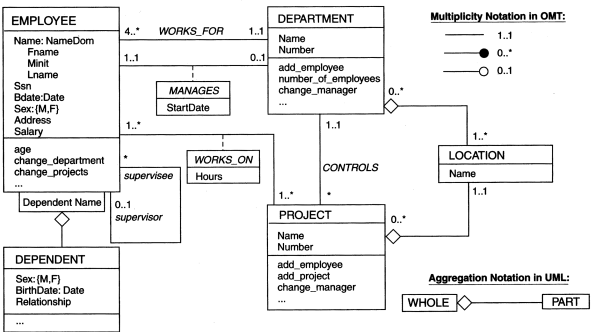 EMPLOYEE
Name: NameDom
Fname
Minit
Lname
Ssn
Bdate:Date
Sex:{M,F}
Address
Salary
age
change_department
change_projects
...
Dependent Name
DEPENDENT
Sex:{M,F}
BirthDate: Date
Relationship
...
4..* WORKS_FOR 1..1
1..1 0..1
MANAGES
StartDate
1..*
WORKS_ON
Hours
1..*
*
supervisee
0..1
supervisor
DEPARTMENT
Name
Number
add_employee
number_of_employees
change_manager
...
0..*
1..1
CONTROLS
*
PROJECT
Name
Number
add_employee
add_project
change_manager
...
0..*
1..*
LOCATION
Name
1..1
Multiplicity Notation in OMT:
1..1
0..*
0..1
Aggregation Notation in UML:
WHOLE
PART